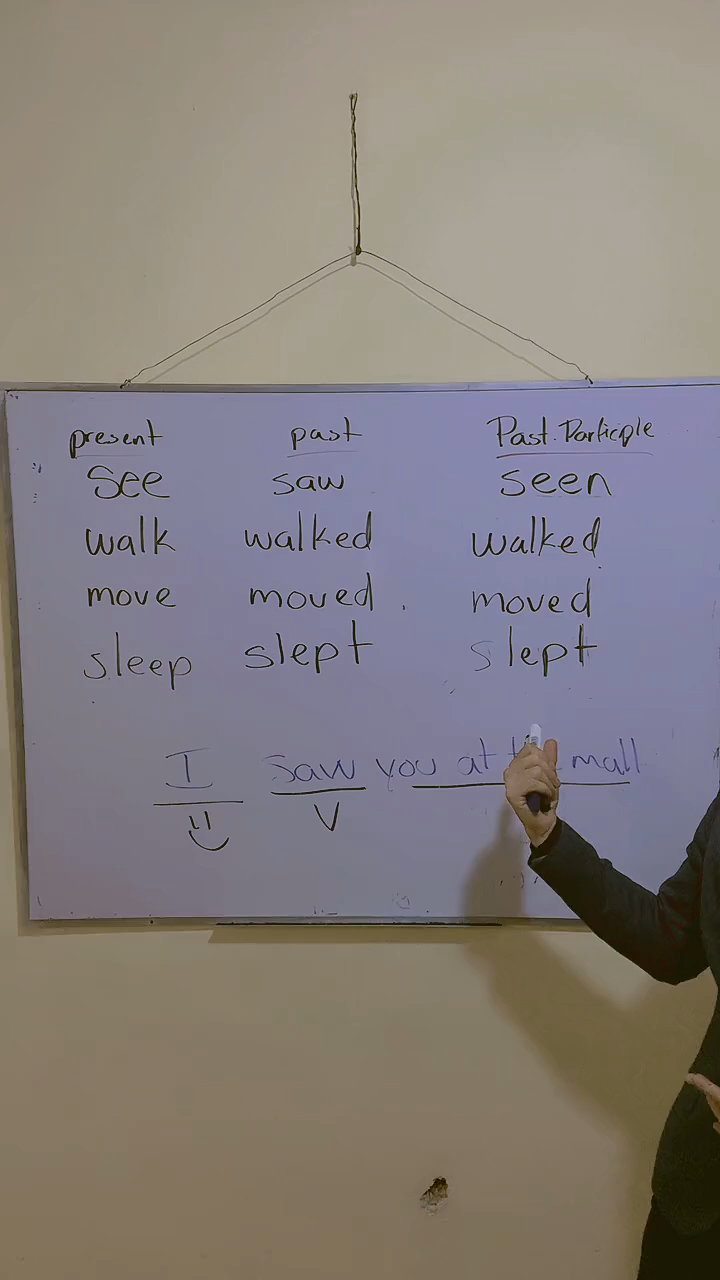 present past Past.Participle
see saw seen
walk walked walked
move moved moved
sleep slept slept
I saw you at mall
V